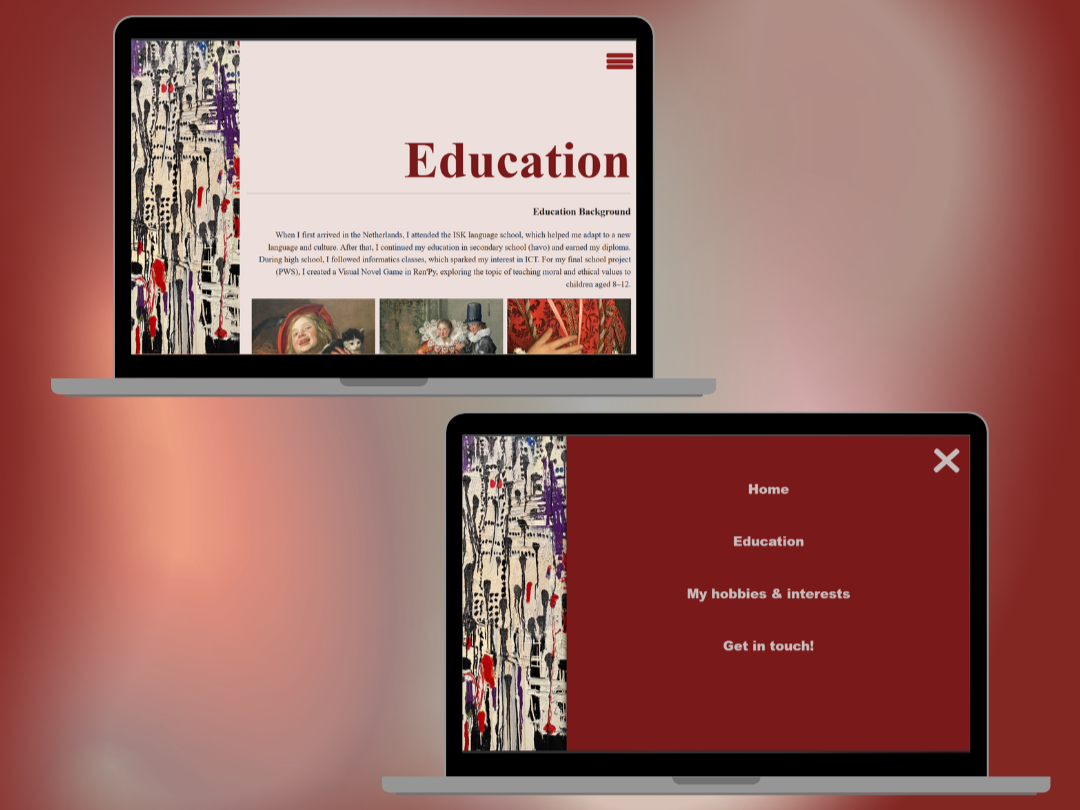 Education
Education Background
When I first arrived in the Netherlands, I attended the ISK language school, which helped me adapt to a new
language and culture. After that, I continued my education in secondary school (havo) and earned my diploma.
During high school, I followed informatics classes, which sparked my interest in ICT. For my final school project
(PWS), I created a Visual Novel Game in Ren'Py, exploring the topic of teaching moral and ethical values to
children aged 8–12.
Home
Education
My hobbies & interests
Get in touch!